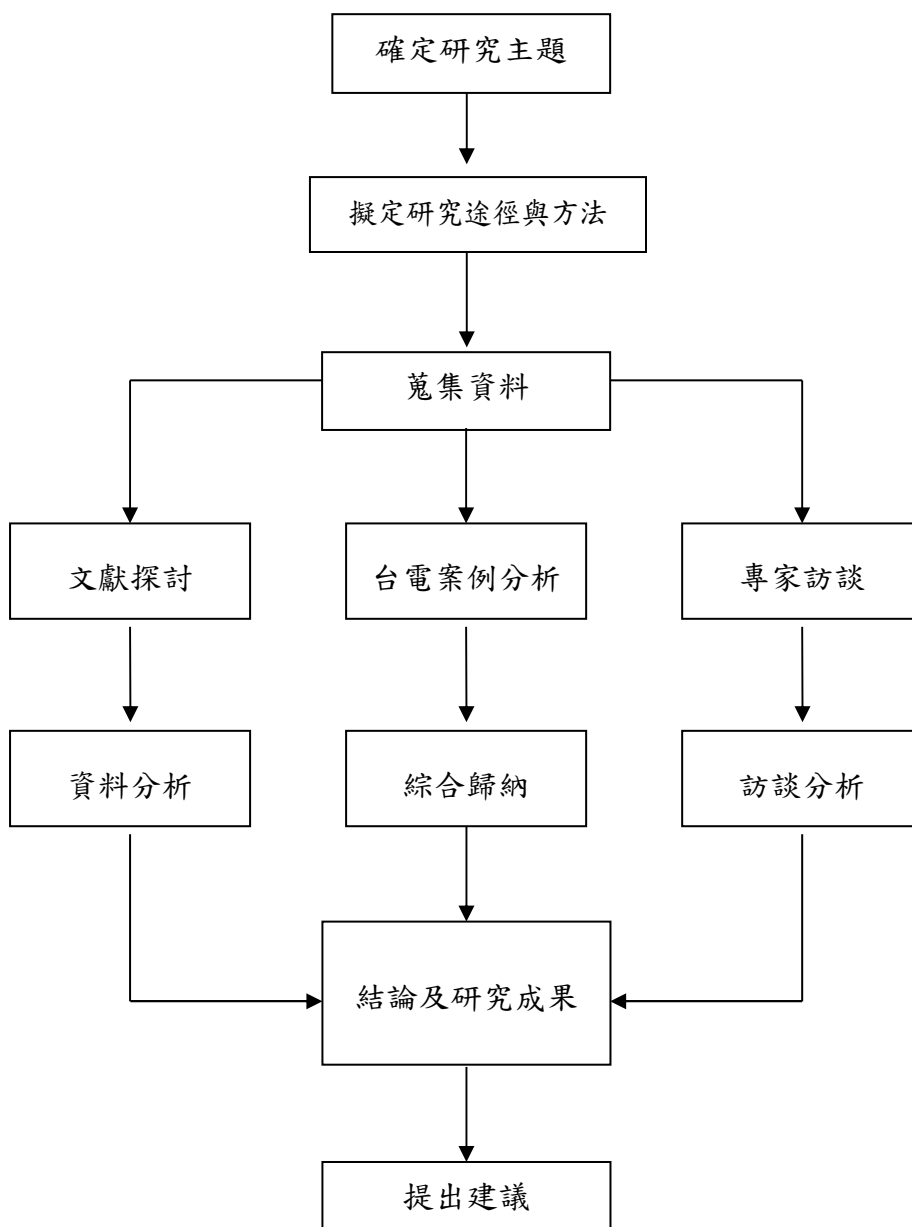 確定研究主題
擬定研究途徑與方法
蒐集資料
文獻探討
台電案例分析
專家訪談
資料分析
綜合歸納
訪談分析
結論及研究成果
提出建議